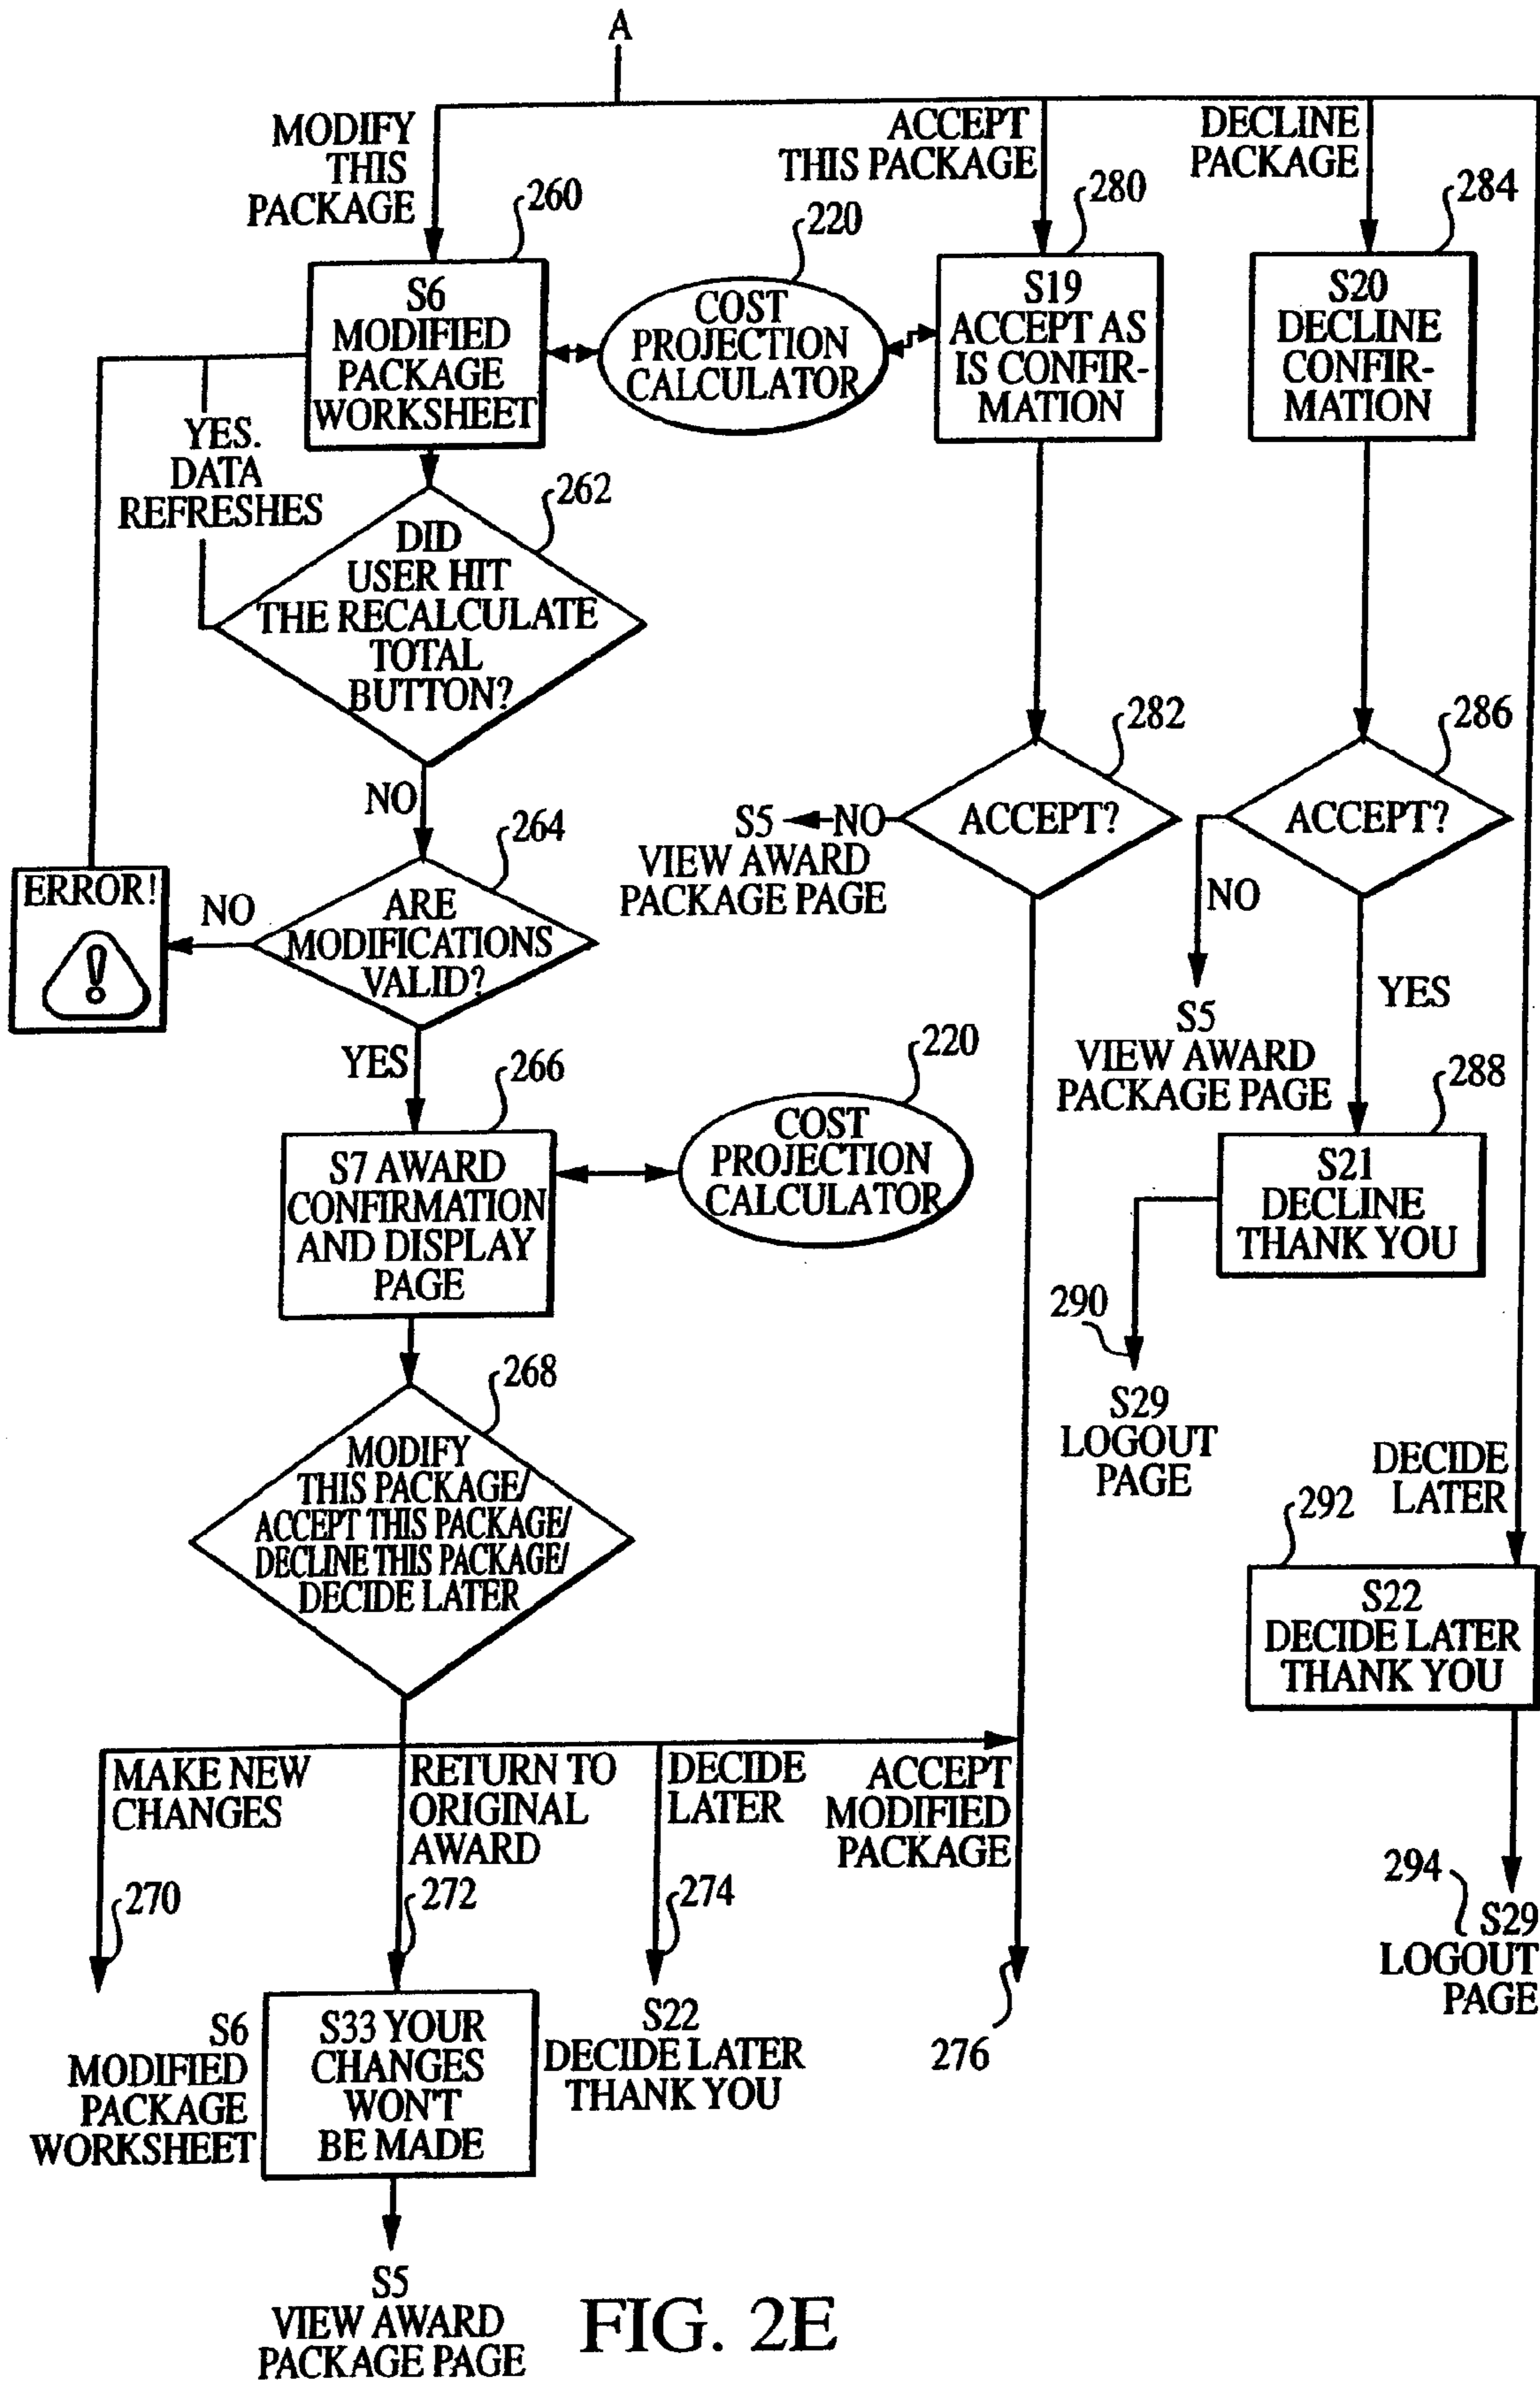 A
MODIFY
THIS
PACKAGE
ACCEPT
THIS PACKAGE
DECLINE
PACKAGE
260
220
280
284
S6
MODIFIED
PACKAGE
WORKSHEET
COST
PROJECTION
CALCULATOR
S19
ACCEPT AS
IS CONFIR-
MATION
S20
DECLINE
CONFIR-
MATION
YES.
DATA
REFRESHES
262
DID
USER HIT
THE RECALCULATE
TOTAL
BUTTON?
NO
282
286
ACCEPT?
ACCEPT?
NO
S5
VIEW AWARD
PACKAGE PAGE
NO
S5
VIEW AWARD
PACKAGE PAGE
YES
264
ARE
MODIFICATIONS
VALID?
NO
ERROR!
!
YES
266
220
288
S7 AWARD
CONFIRMATION
AND DISPLAY
PAGE
COST
PROJECTION
CALCULATOR
S21
DECLINE
THANK YOU
290
S29
LOGOUT
PAGE
268
MODIFY
THIS PACKAGE/
ACCEPT THIS PACKAGE/
DECLINE THIS PACKAGE/
DECIDE LATER
DECIDE
LATER
292
S22
DECIDE LATER
THANK YOU
294
S29
LOGOUT
PAGE
MAKE NEW
CHANGES
RETURN TO
ORIGINAL
AWARD
DECIDE
LATER
ACCEPT
MODIFIED
PACKAGE
270
272
274
276
S6
MODIFIED
PACKAGE
WORKSHEET
S33 YOUR
CHANGES
WON'T
BE MADE
S22
DECIDE LATER
THANK YOU
S5
VIEW AWARD
PACKAGE PAGE
FIG. 2E